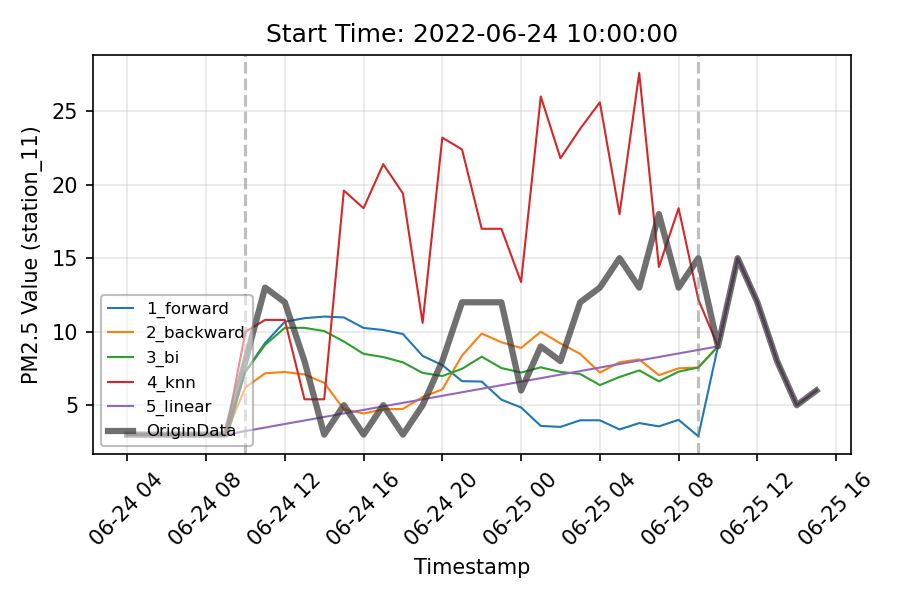 Start Time: 2022-06-24 10:00:00
PM2.5 Value (station_11)
25
20
15
10
5
1_forward
2_backward
3_bi
4_knn
5_linear
OriginData
06-24 04
06-24 08
06-24 12
06-24 16
06-24 20
06-25 00
06-25 04
06-25 08
06-25 12
06-25 16
Timestamp